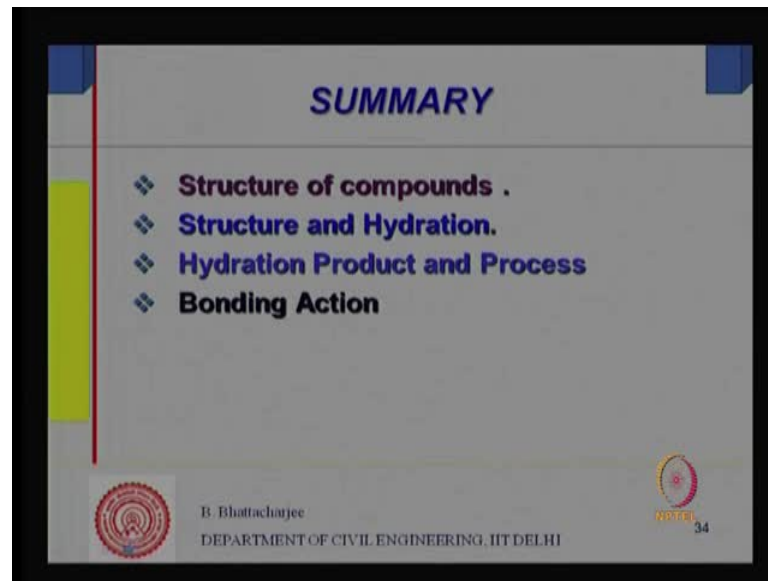 SUMMARY
Structure of compounds .
Structure and Hydration.
Hydration Product and Process
Bonding Action
B. Bhattacharjee
DEPARTMENT OF CIVIL ENGINEERING, IIT DELHI
NPTEL
34